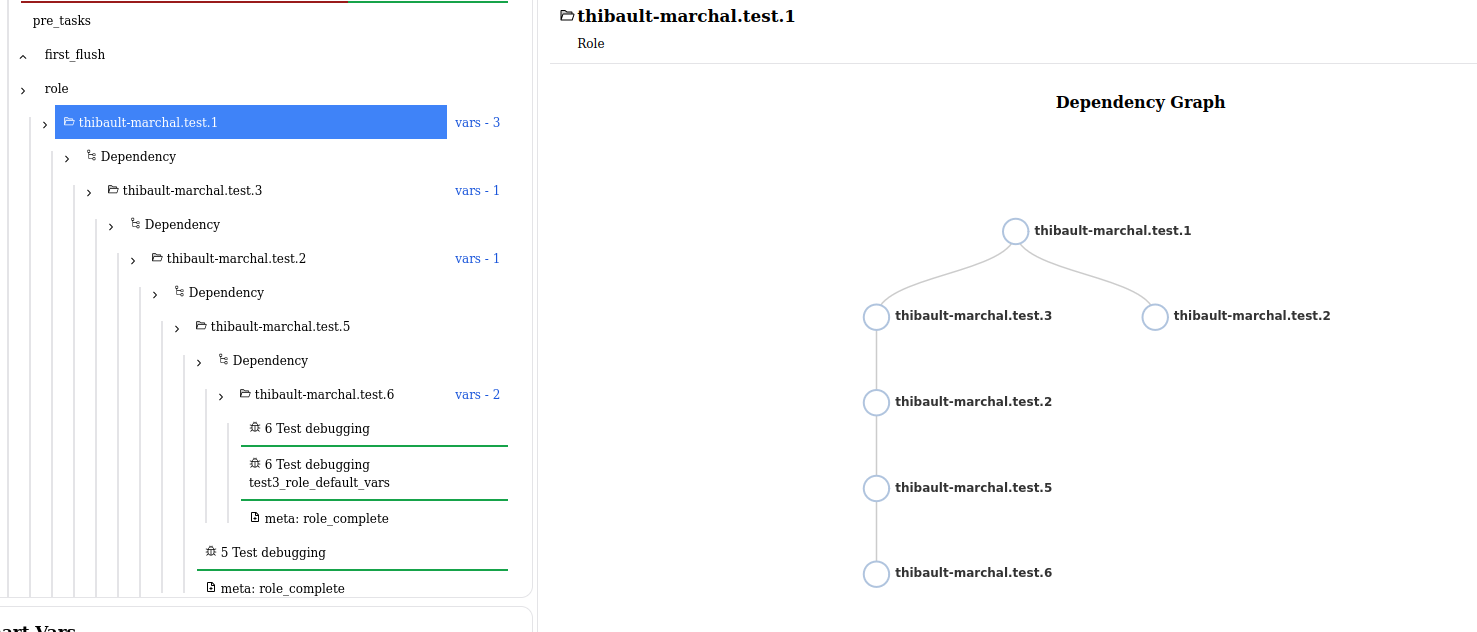 pre_tasks
first_flush
role
thibault-marchal.test.1 vars - 3
Dependency
thibault-marchal.test.3 vars - 1
Dependency
thibault-marchal.test.2 vars - 1
Dependency
thibault-marchal.test.5
Dependency
thibault-marchal.test.6 vars - 2
6 Test debugging
6 Test debugging
test3_role_default_vars
meta: role_complete
5 Test debugging
meta: role_complete
Vars
thibault-marchal.test.1
Role
Dependency Graph
thibault-marchal.test.1
thibault-marchal.test.3
thibault-marchal.test.2
thibault-marchal.test.2
thibault-marchal.test.5
thibault-marchal.test.6